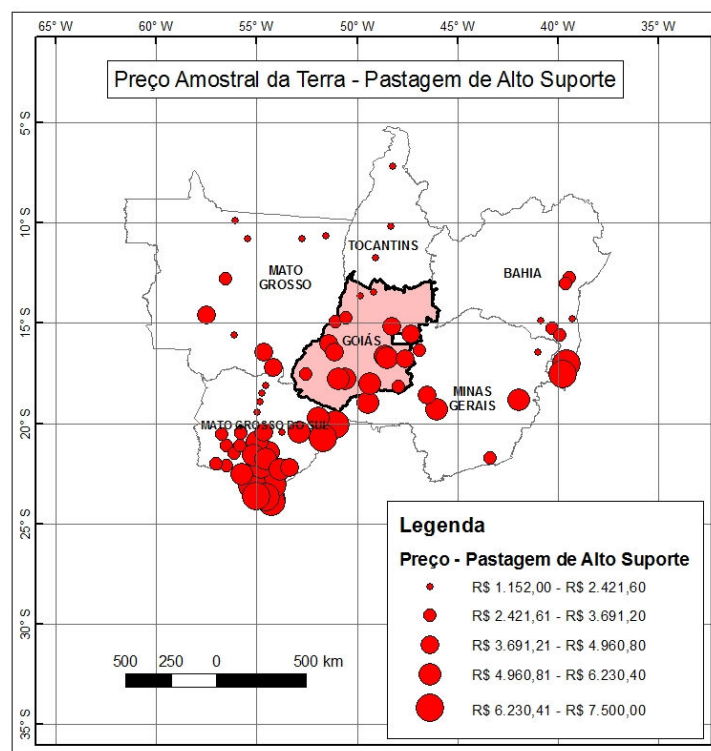 65° W 60° W 55° W 50° W 45° W 40° W 35° W
Preço Amostral da Terra - Pastagem de Alto Suporte
5°S
10°S
15°S
20°S
25°S
30°S
35°S
TOCANTINS
MATO
GROSSO
BAHIA
GOIÁS
MINAS
GERAIS
MATO GROSSO DO SUL
500 250 0 500 km
Legenda
Preço - Pastagem de Alto Suporte
R$ 1.152,00 - R$ 2.421,60
R$ 2.421,61 - R$ 3.691,20
R$ 3.691,21 - R$ 4.960,80
R$ 4.960,81 - R$ 6.230,40
R$ 6.230,41 - R$ 7.500,00